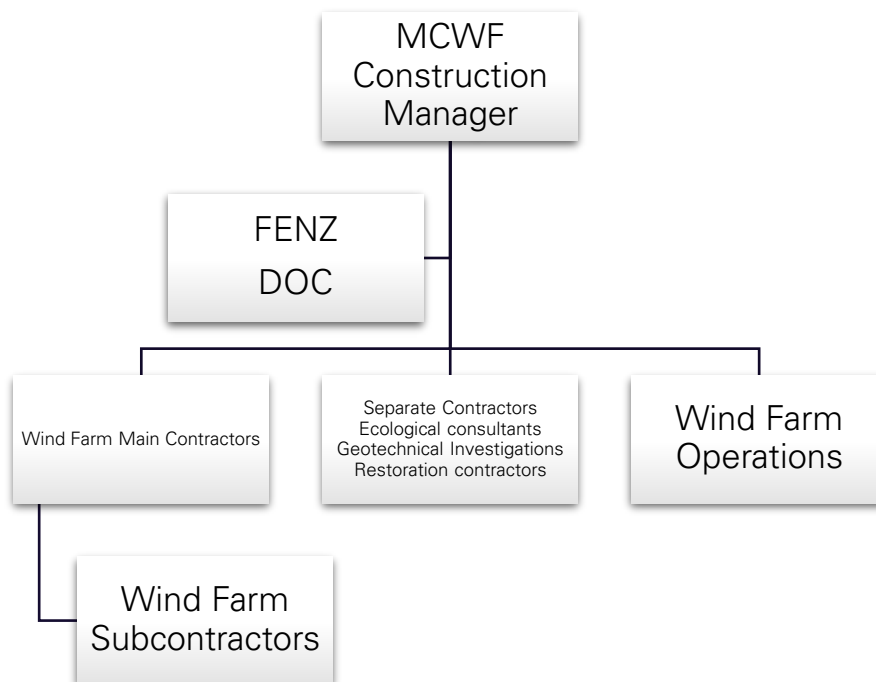 MCWF
Construction
Manager
FENZ
DOC
Wind Farm Main Contractors
Separate Contractors
Ecological consultants
Geotechnical Investigations
Restoration contractors
Wind Farm
Operations
Wind Farm
Subcontractors